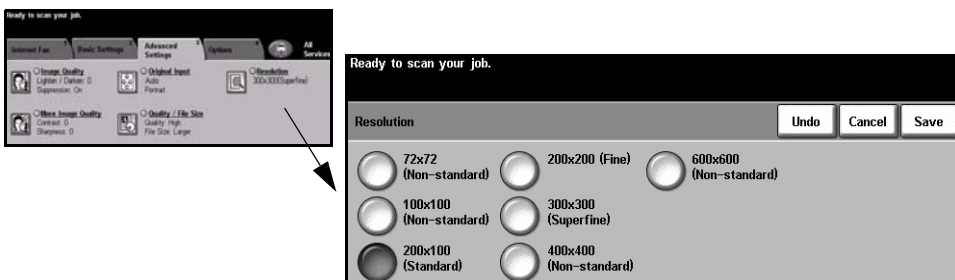 Ready to scan your job.
Internet Fax
Basic Settings
Advanced
Settings
Options
All
Services
Image Quality
Lighten / Darken: 0
Suppression: On
Original Input
Auto
Portrait
Resolution
300x300(Superfine)
More Image Quality
Contrast: 0
Sharpness: 0
Quality / File Size
Quality: High
File Size: Larger
Ready to scan your job.
Resolution
Undo
Cancel
Save
72x72
(Non-standard)
200x200 (Fine)
600x600
(Non-standard)
100x100
(Non-standard)
300x300
(Superfine)
200x100
(Standard)
400x400
(Non-standard)